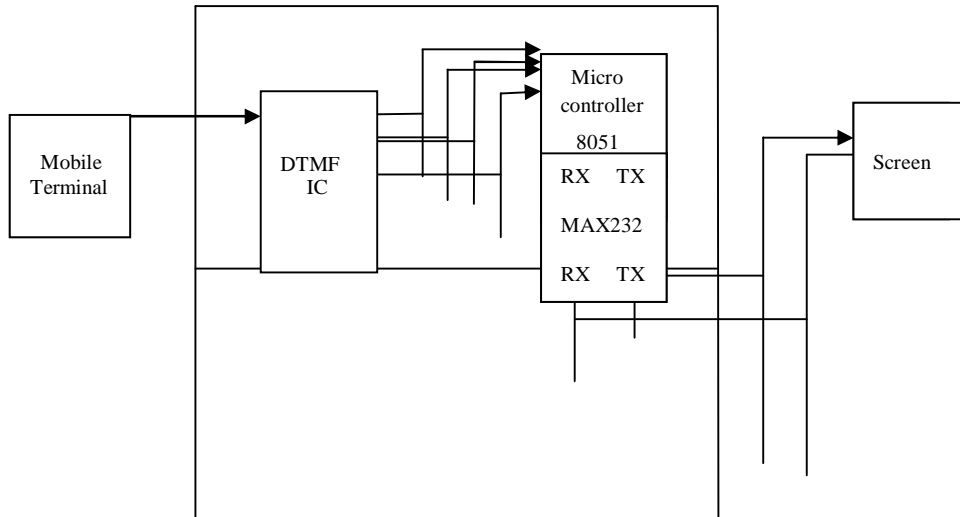 Mobile
Terminal
DTMF
IC
Micro
controller
8051
RX TX
MAX232
RX TX
Screen